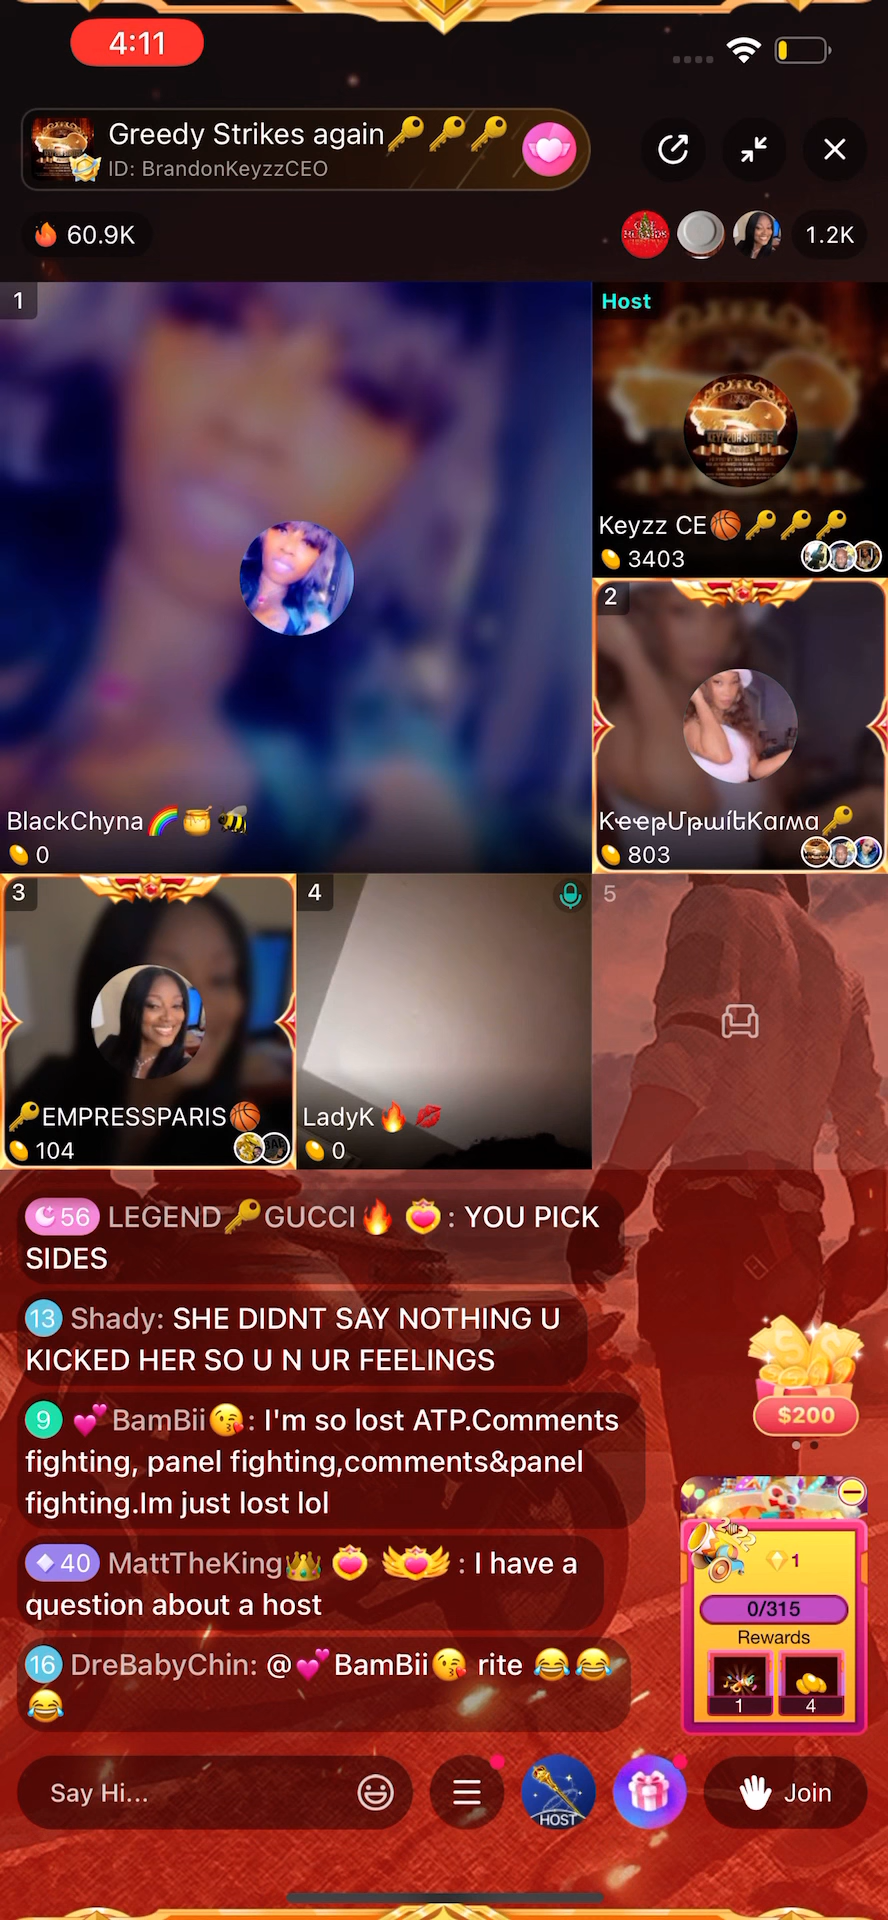 4:11
Greedy Strikes again🔑🔑🔑
ID: BrandonKeyzzCEO
60.9K
1.2K
1
Host
Keyzz CE🏀🔑🔑🔑
3403
2
BlackChyna🌈🍯🐝
0
KҽҽρUρɯítҍKαɾʍα🔑
803
3
4
5
🔑EMPRESSPARIS🏀
104
LadyK🔥💋
0
56 LEGEND🔑GUCCI🔥 : YOU PICK
SIDES
13 Shady: SHE DIDNT SAY NOTHING U
KICKED HER SO U N UR FEELINGS
9 💕BamBii😘: I'm so lost ATP.Comments
fighting, panel fighting,comments&panel
fighting.Im just lost lol
$200
40 MattTheKing👑 : I have a
question about a host
1
0/315
Rewards
1
4
16 DreBabyChin: @💕BamBii😘 rite 😂😂
😂
Say Hi...
HOST
Join